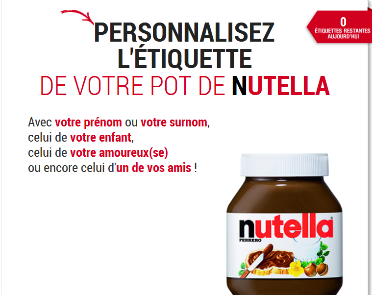 PERSONNALISEZ
L'ÉTIQUETTE
DE VOTRE POT DE NUTELLA
0
ÉTIQUETTES RESTANTES
AUJOURD'HUI
Avec votre prénom ou votre surnom,
celui de votre enfant,
celui de votre amoureux(se)
ou encore celui d'un de vos amis !
nutella
FERRERO